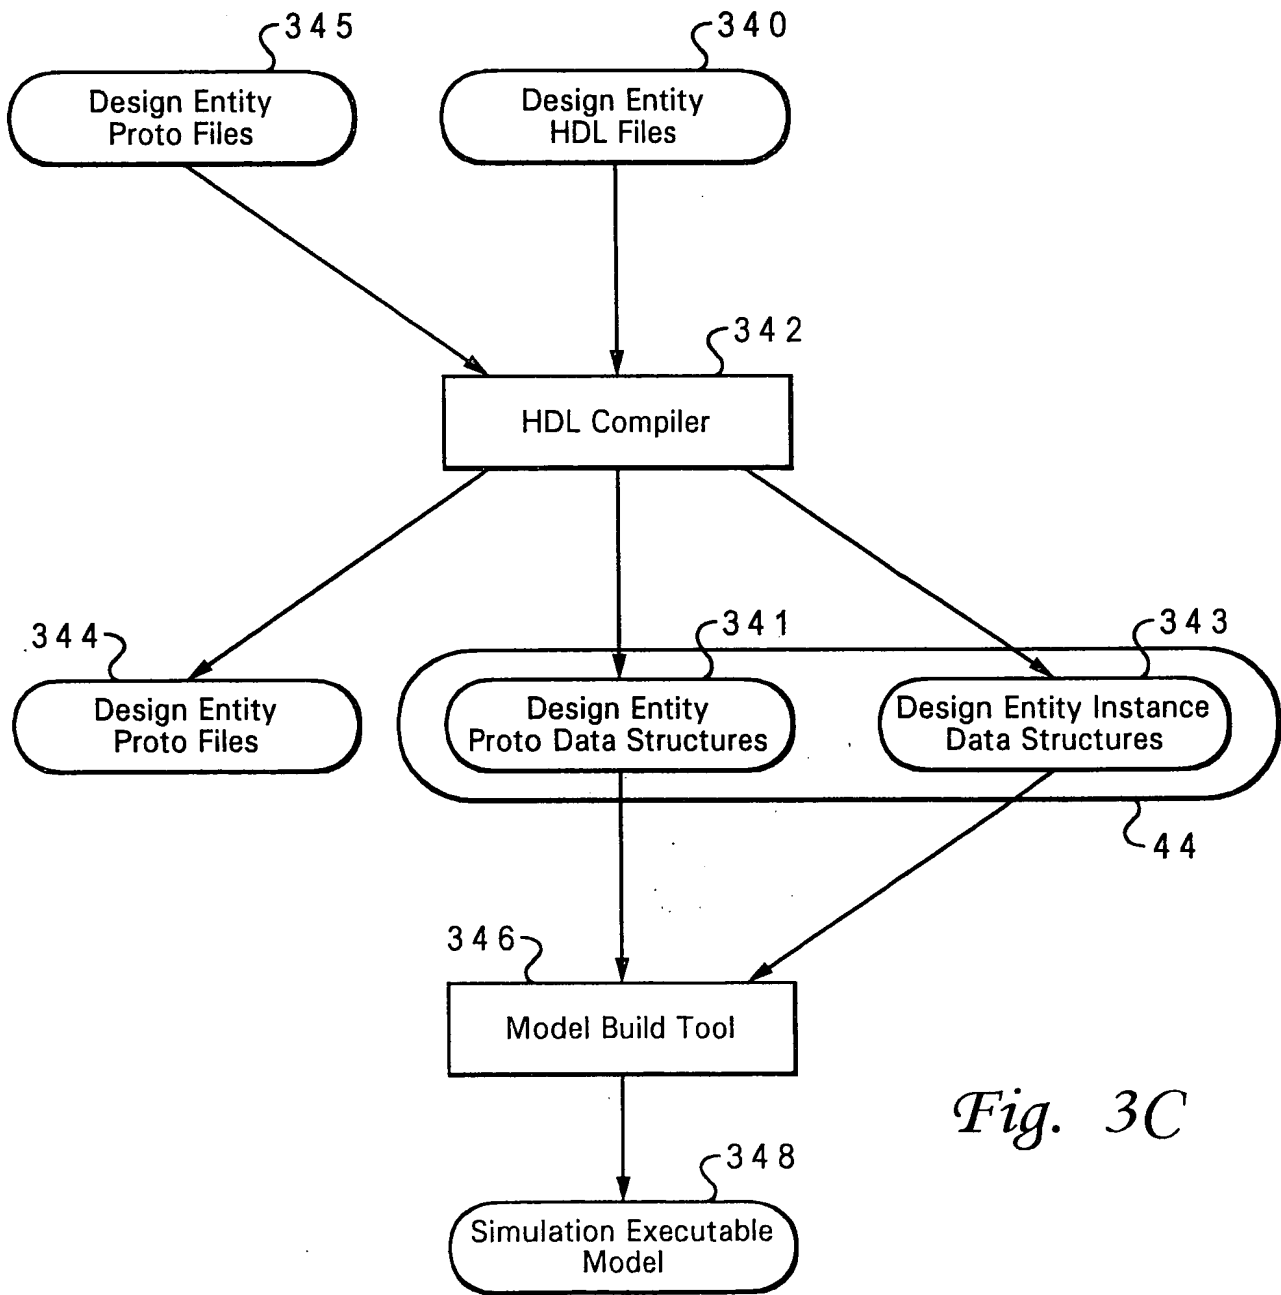 345
340
Design Entity
Proto Files
Design Entity
HDL Files
342
HDL Compiler
344
341
343
Design Entity
Proto Files
Design Entity
Proto Data Structures
Design Entity Instance
Data Structures
44
346
Model Build Tool
Fig. 3C
348
Simulation Executable
Model